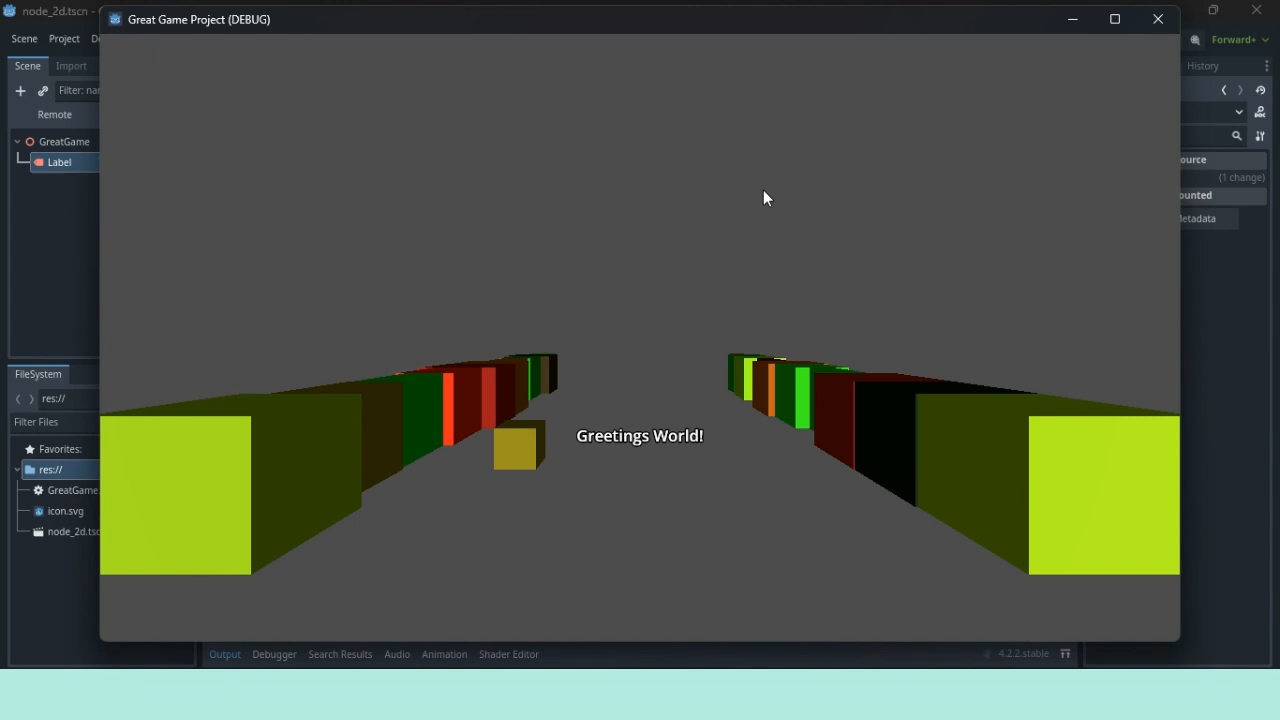 node_2d.tscn -
Great Game Project (DEBUG)
Scene Project
Forward+
Scene Import
History
Filter:
Remote
GreatGame
Label
(1 change)
FileSystem
res://
Filter Files
Favorites:
res://
GreatGame.
icon.svg
Greetings World!
Output Debugger Search Results Audio Animation Shader Editor
4.2.2.stable